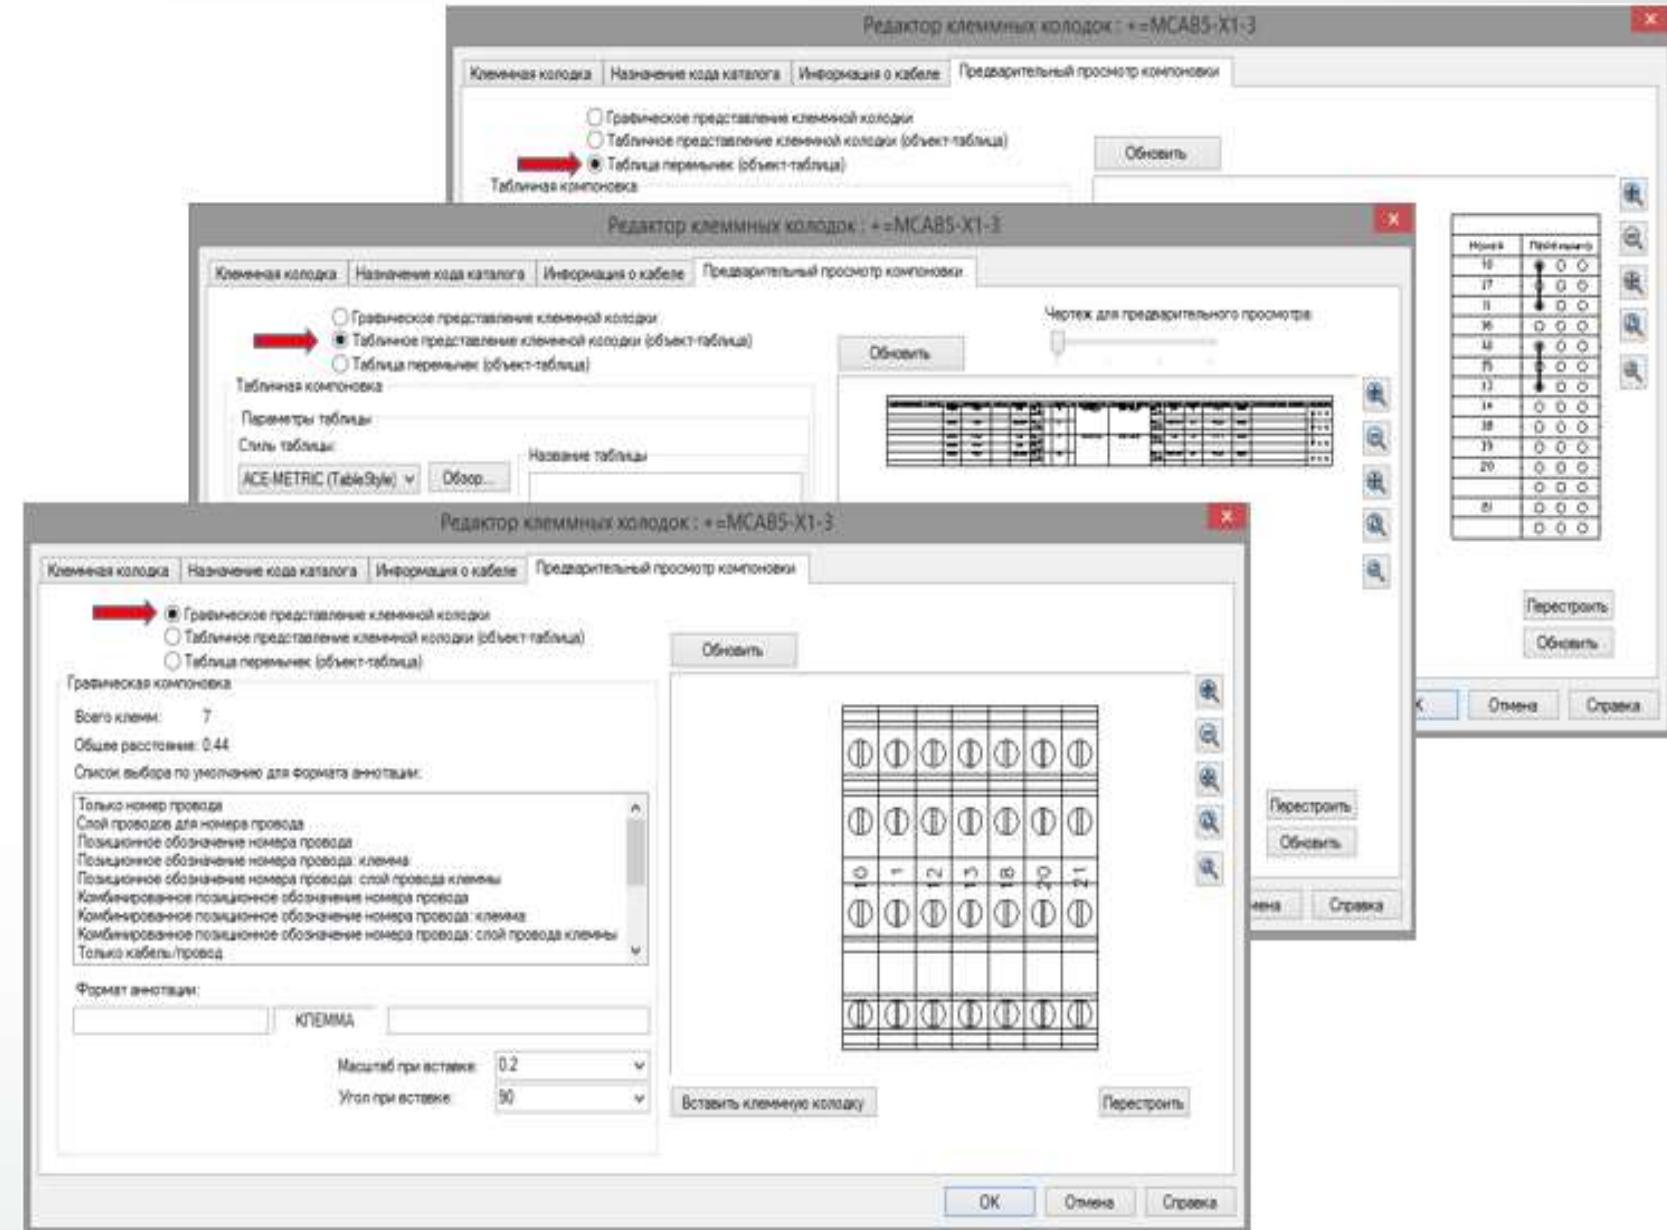 Редактор клеммных колодок : +=MCAB5-X1-3
Клеммная колодка Назначение кода каталога Информация о кабеле Предварительный просмотр компоновки
Графическое представление клеммной колодки
Табличное представление клеммной колодки (объект-таблица)
Таблица перемычек (объект-таблица)
Обновить
Табличная компоновка
Номер
10
17
11
16
15
14
18
19
20
Перестроить
Обновить
Отмена Справка
Редактор клеммных колодок : +=MCAB5-X1-3
Клеммная колодка Назначение кода каталога Информация о кабеле Предварительный просмотр компоновки
Графическое представление клеммной колодки
Табличное представление клеммной колодки (объект-таблица)
Таблица перемычек (объект-таблица)
Чертеж для предварительного просмотра
Обновить
Табличная компоновка
Параметры таблицы
Стиль таблицы:
Название таблицы
ACE-METRIC (TableStyle) Обзор...
Перестроить
Обновить
Справка
Редактор клеммных колодок : +=MCAB5-X1-3
Клеммная колодка Назначение кода каталога Информация о кабеле Предварительный просмотр компоновки
Графическое представление клеммной колодки
Табличное представление клеммной колодки (объект-таблица)
Таблица перемычек (объект-таблица)
Обновить
Графическая компоновка
Всего клемм: 7
Общее расстояние: 0.44
Список выбора по умолчанию для формата аннотации:
Только номер провода
Слой проводов для номера провода
Позиционное обозначение номера провода
Позиционное обозначение номера провода: клемма
Позиционное обозначение номера провода: слой провода клеммы
Комбинированное позиционное обозначение номера провода
Комбинированное позиционное обозначение номера провода: клемма
Комбинированное позиционное обозначение номера провода: слой провода клеммы
Только кабель/провод
10 1 12 13 18 20 21
Формат аннотации:
КЛЕММА
Масштаб при вставке: 0.2
Угол при вставке: 90
Вставить клеммную колодку
Перестроить
OK Отмена Справка